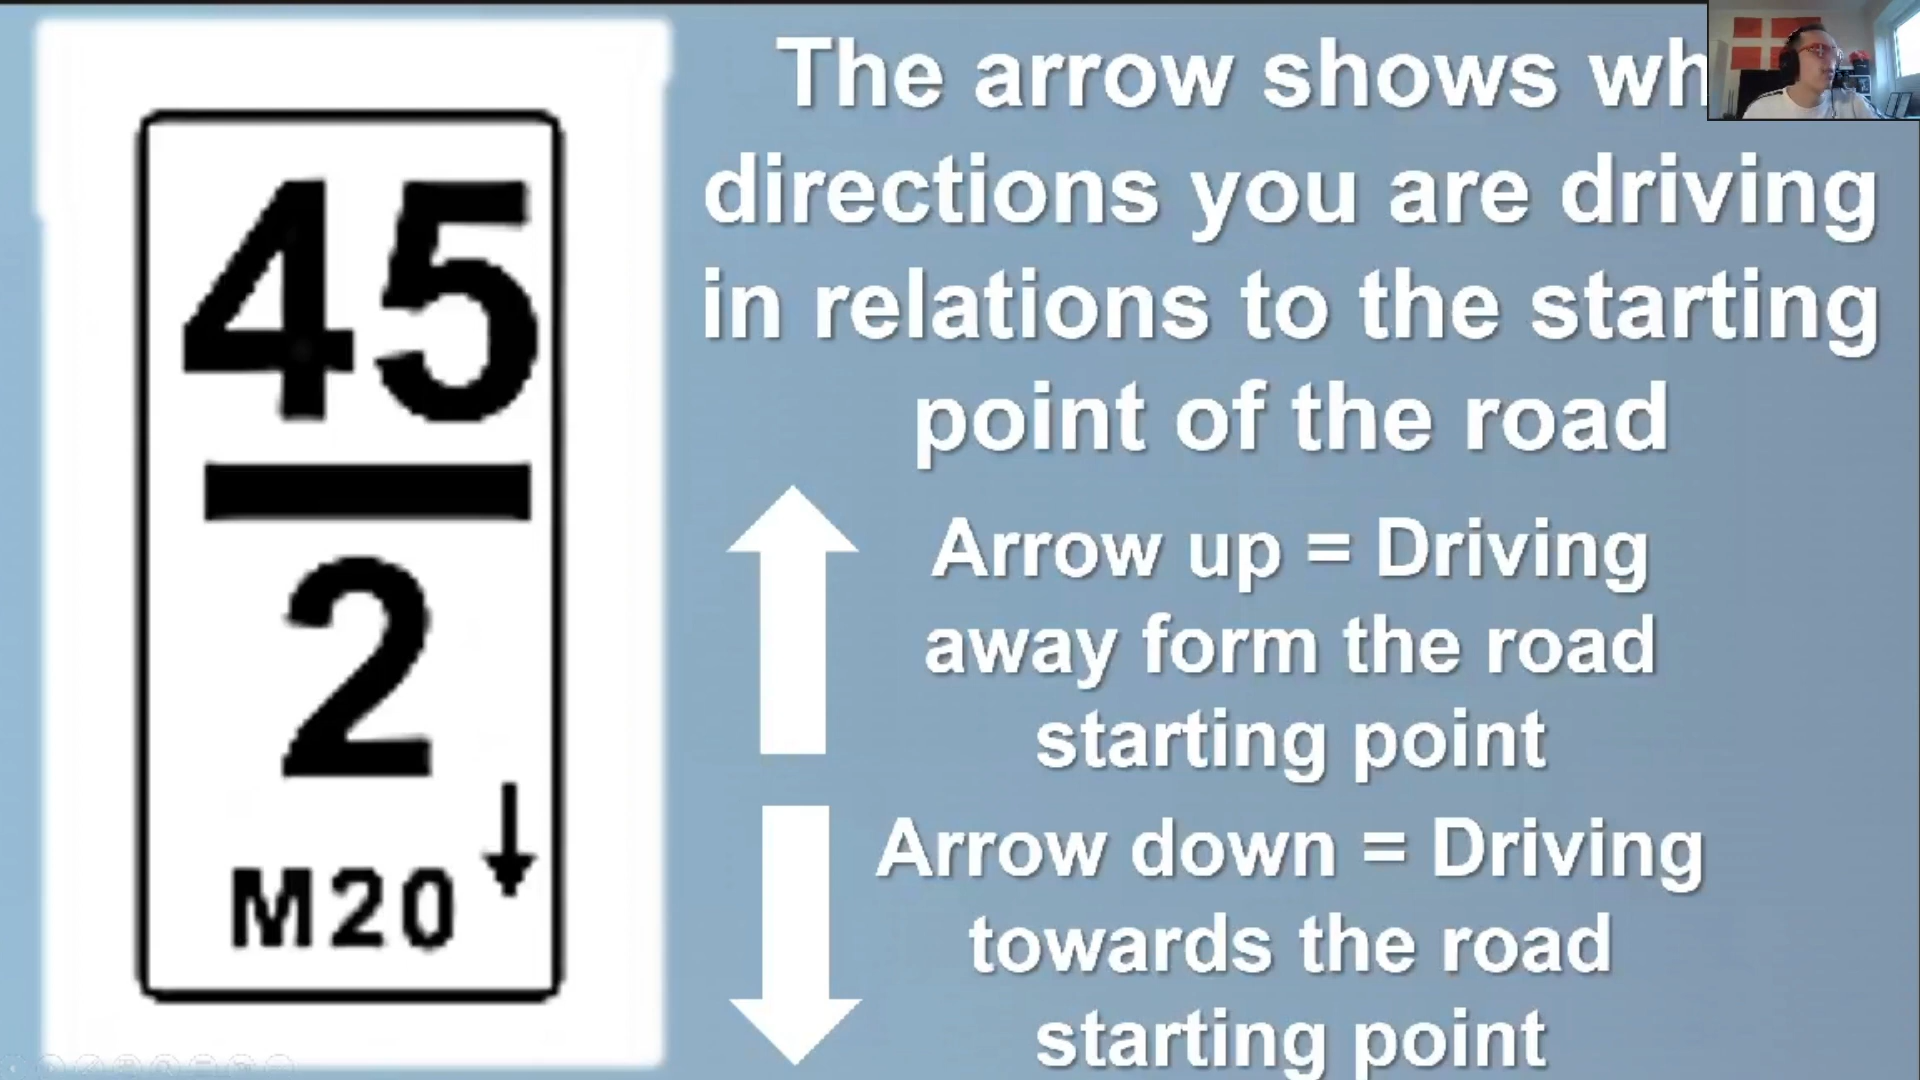 45
2
M20
The arrow shows
directions you are driving
in relations to the starting
point of the road
Arrow up = Driving
away form the road
starting point
Arrow down = Driving
towards the road
starting point